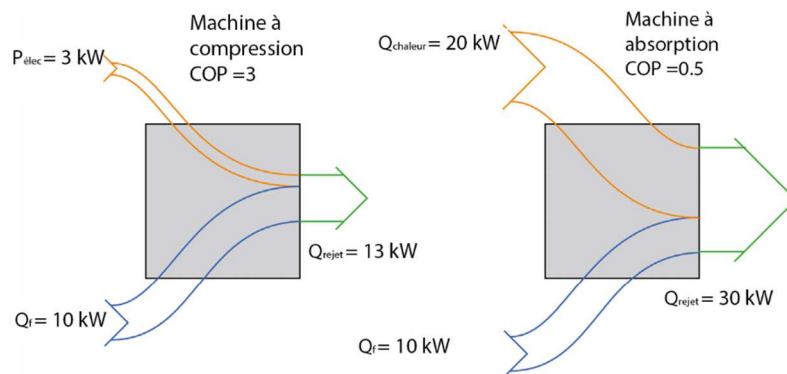 Machine à
compression
COP =3
Pélec = 3 kW
Qrejet = 13 kW
Qf = 10 kW
Machine à
absorption
COP =0.5
Qchaleur = 20 kW
Qrejet = 30 kW
Qf = 10 kW